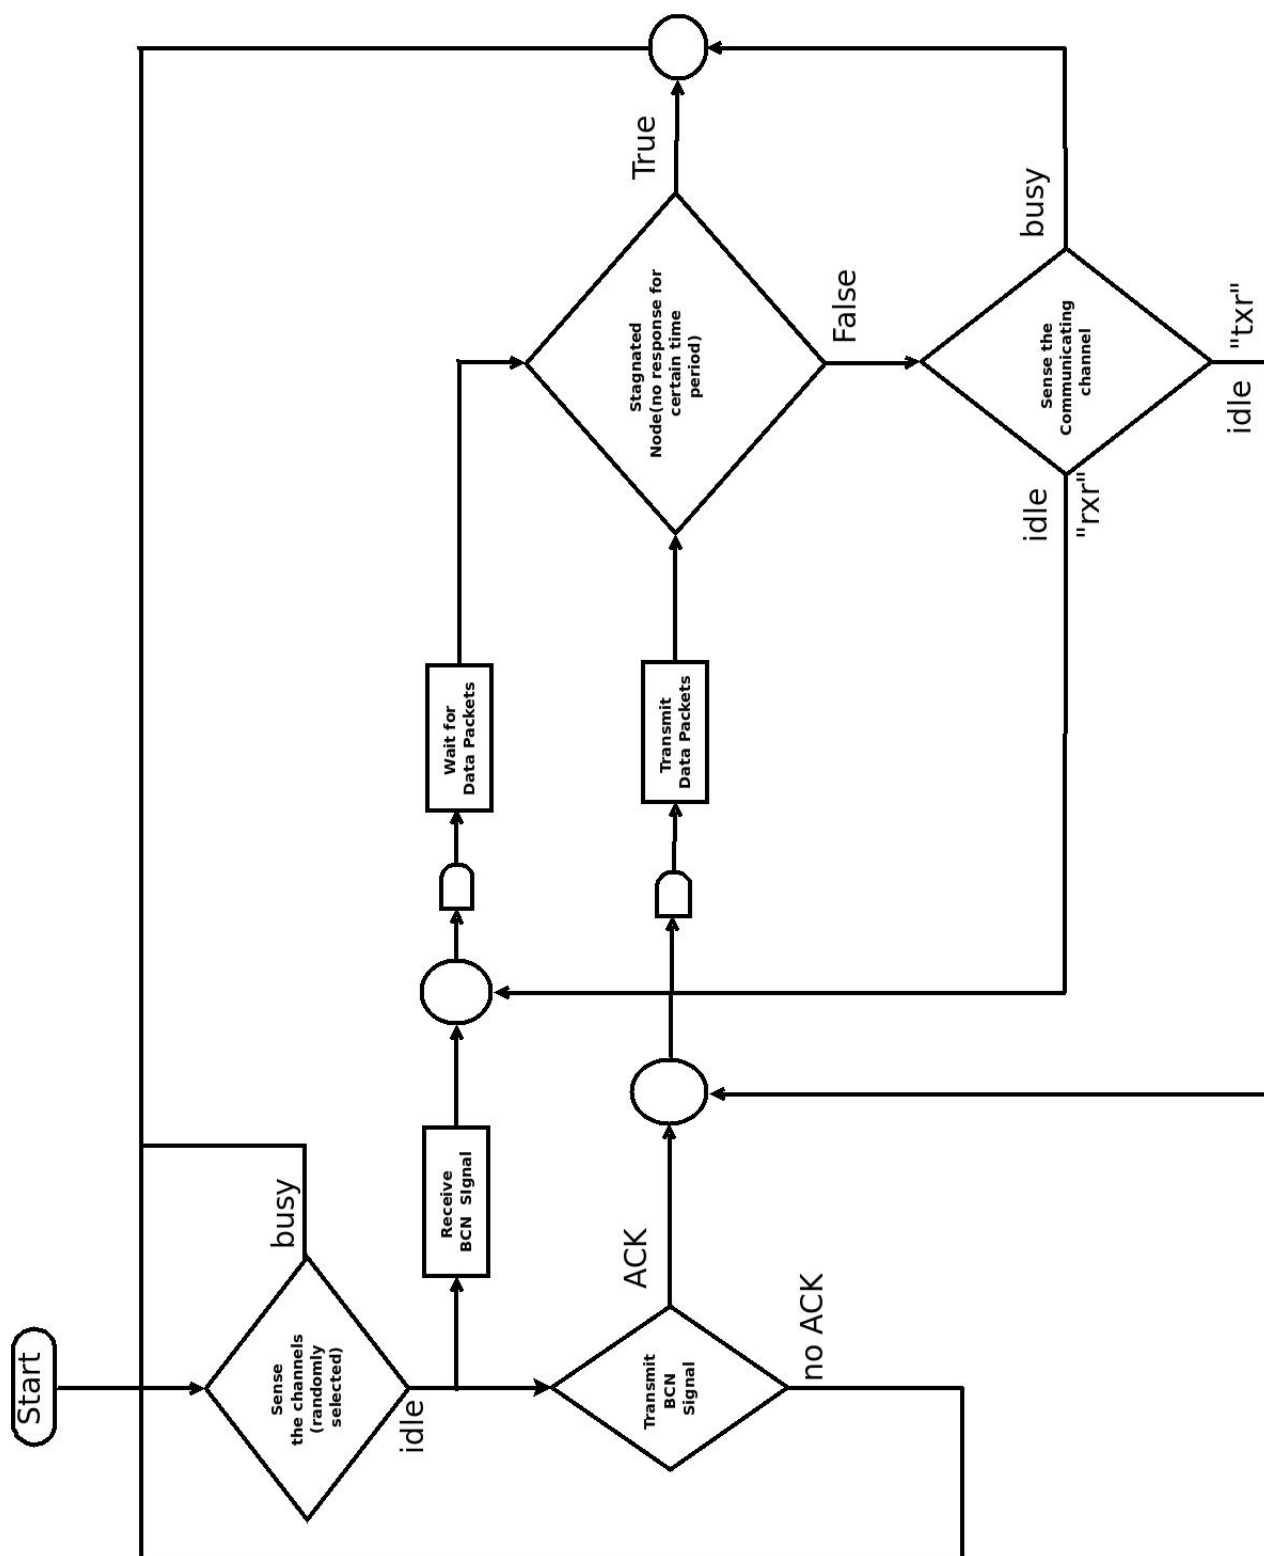 Start
Sense
the channels
(randomly
selected)
busy
idle
Receive
BCN SIgnal
Transmit
BCN
Signal
ACK
no ACK
Wait for
Data Packets
Transmit
Data Packets
Stagnated
Node(no response for
certain time
period)
True
False
Sense the
Communicating
channel
busy
idle
"rxr"
idle "txr"